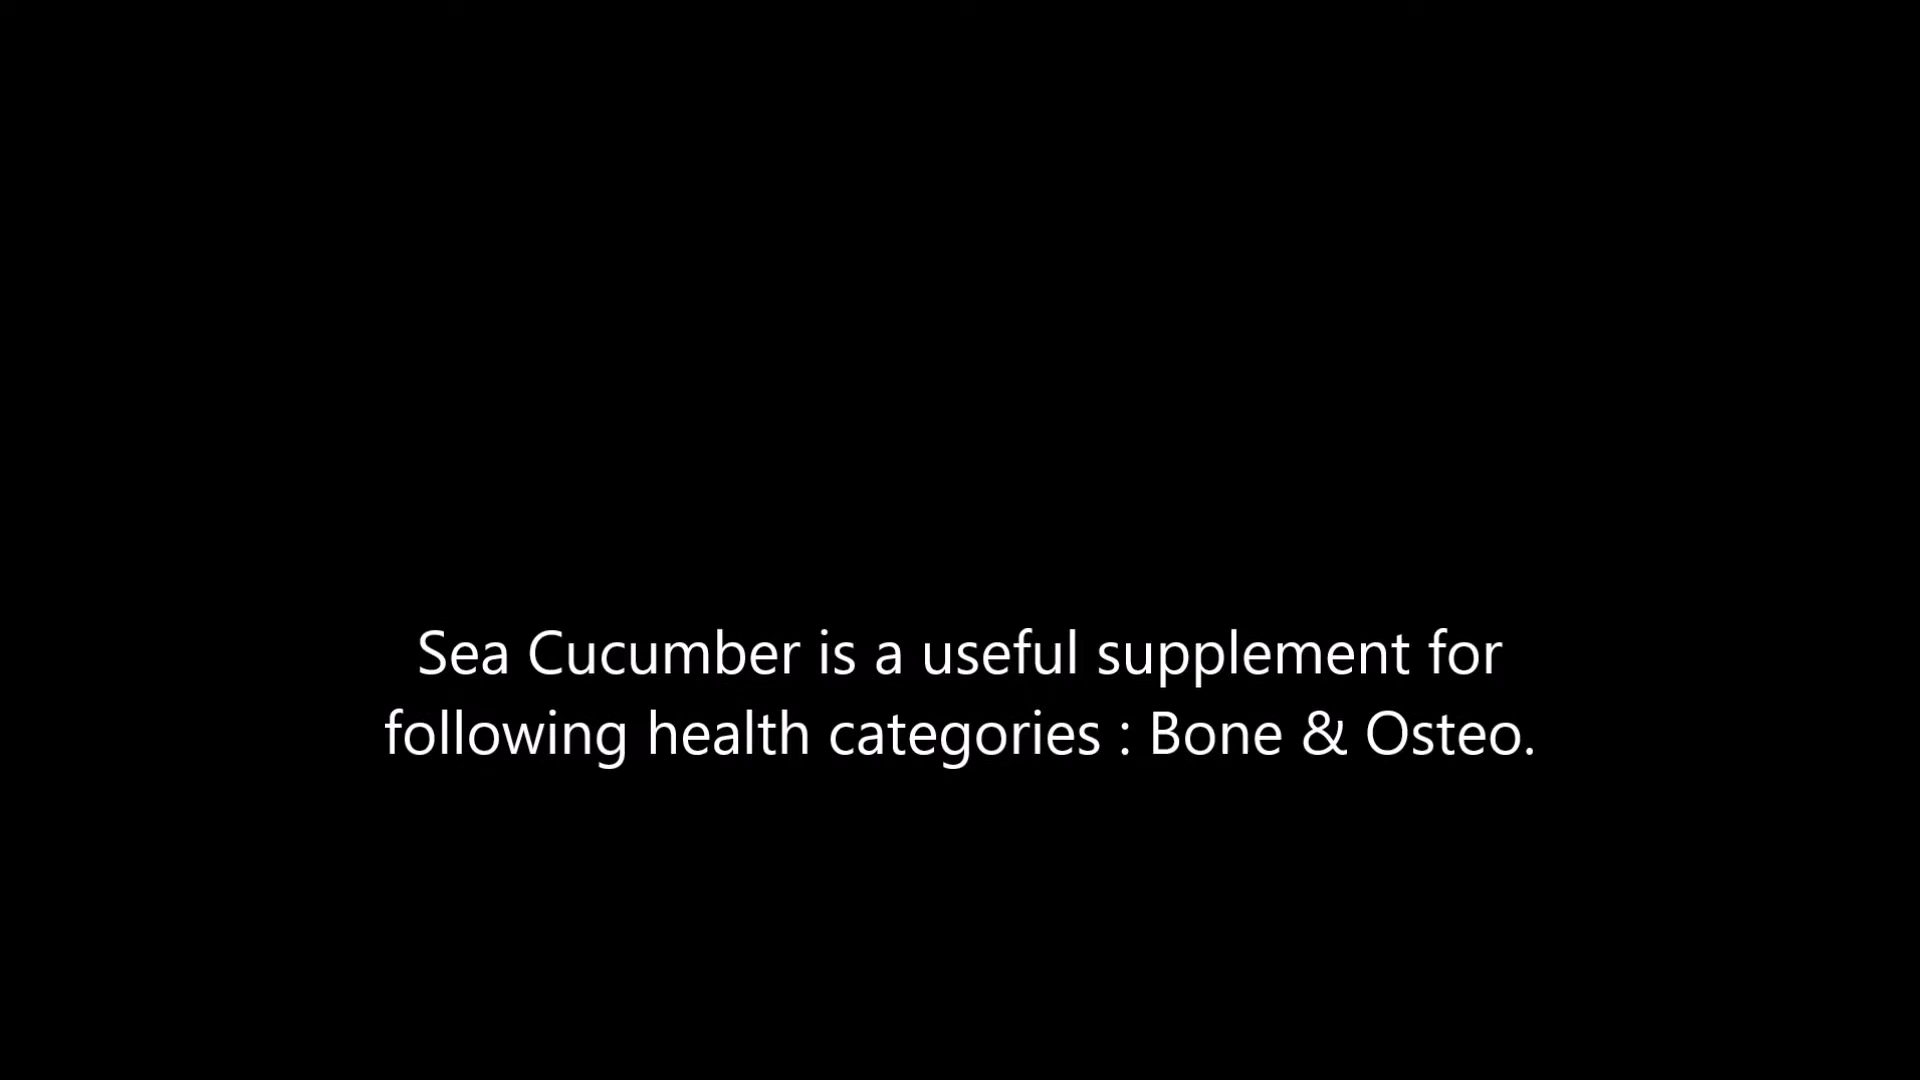 Sea Cucumber is a useful supplement for
following health categories : Bone & Osteo.